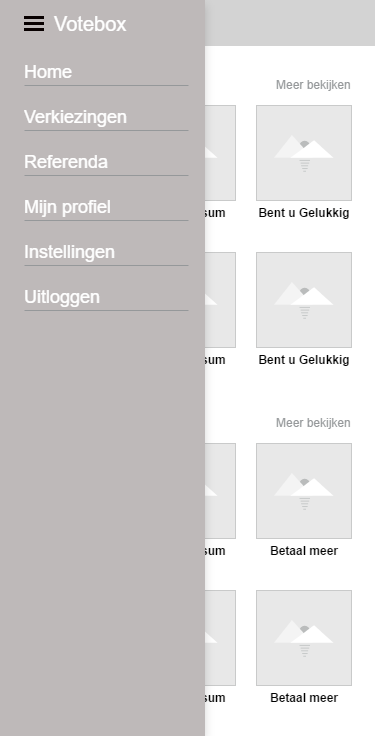 Votebox
Home
Verkiezingen
Referenda
Mijn profiel
Instellingen
Uitloggen
Meer bekijken
sum
Bent u Gelukkig
sum
Bent u Gelukkig
Meer bekijken
sum
Betaal meer
sum
Betaal meer